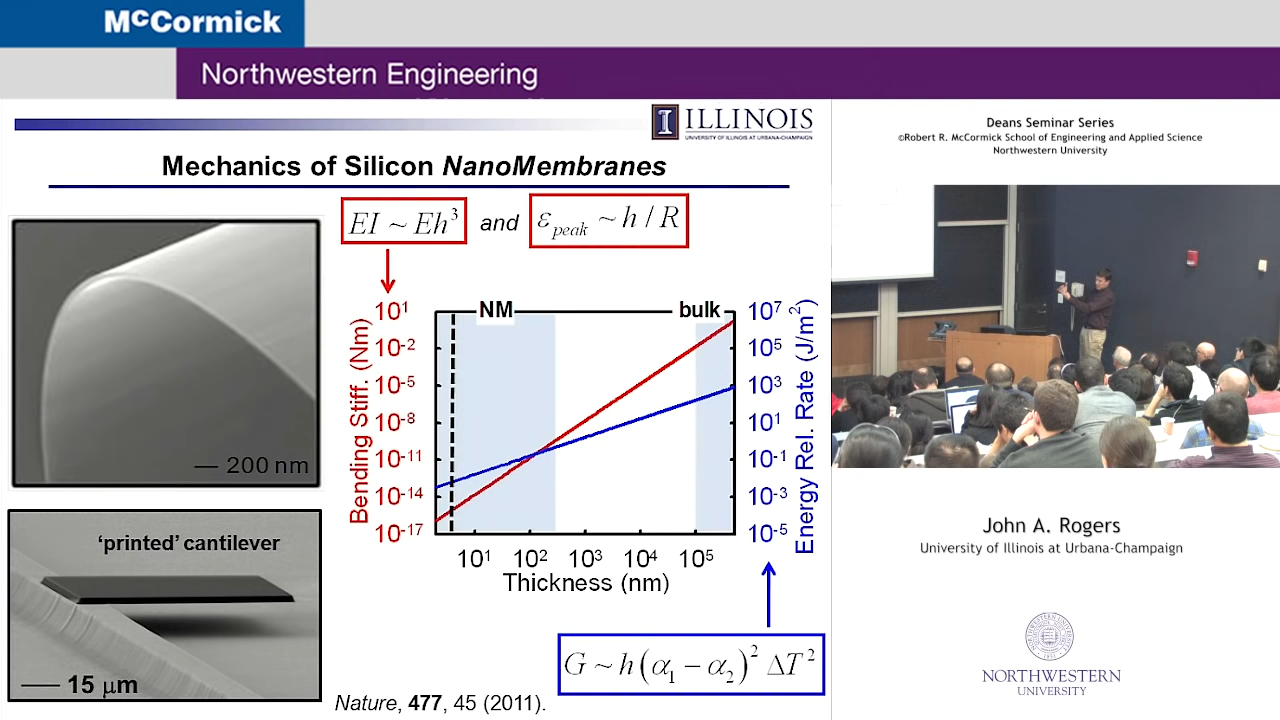 McCormick
Northwestern Engineering
ILLINOIS
UNIVERSITY OF ILLINOIS AT URBANA-CHAMPAIGN
Mechanics of Silicon NanoMembranes
EI ~ Eh³ and ε_peak ~ h / R
200 nm
'printed' cantilever
15 μm
Bending Stiff. (Nm)
10¹
10⁻²
10⁻⁵
10⁻⁸
10⁻¹¹
10⁻¹⁴
10⁻¹⁷
NM
bulk
10⁷
10⁵
10³
10¹
10⁻¹
10⁻³
10⁻⁵
Energy Rel. Rate (J/m²)
10¹ 10² 10³ 10⁴ 10⁵
Thickness (nm)
G ~ h(α₁ − α₂)² ΔT²
Nature, 477, 45 (2011).
Deans Seminar Series
©Robert R. McCormick School of Engineering and Applied Science
Northwestern University
John A. Rogers
University of Illinois at Urbana-Champaign
NORTHWESTERN
UNIVERSITY